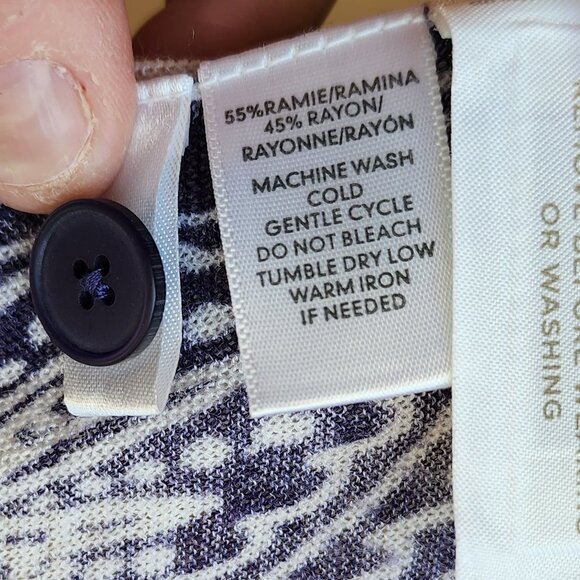 55%RAMIE/RAMINA
45% RAYON/
RAYONNE/RAYÓN
MACHINE WASH
COLD
GENTLE CYCLE
DO NOT BLEACH
TUMBLE DRY LOW
WARM IRON
IF NEEDED
OR WASHING